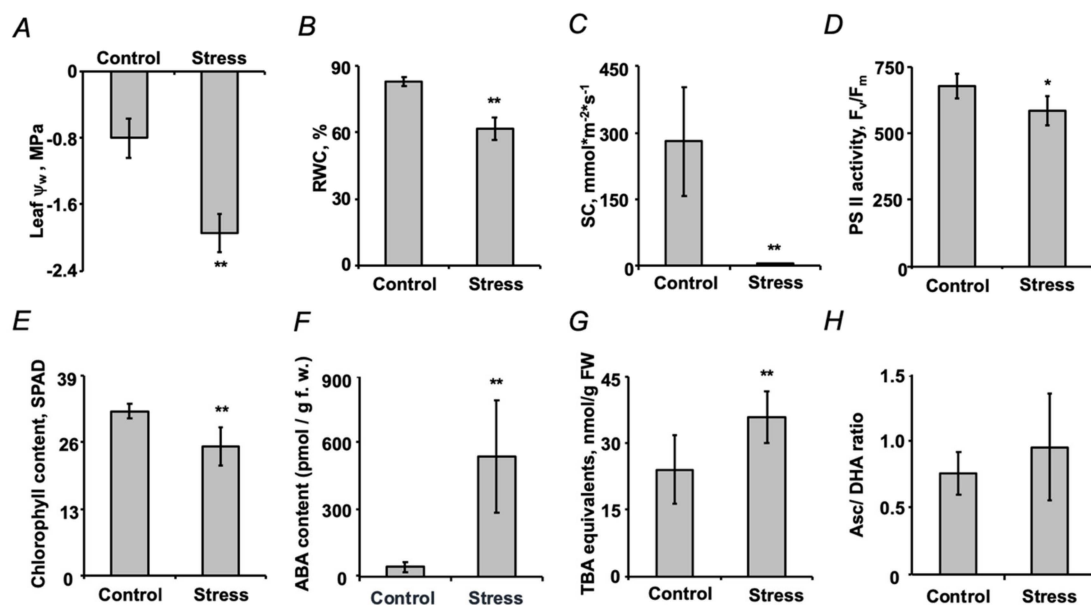 A
Control Stress
0
-0.8
-1.6
-2.4
Leaf ψw, MPa
**
B
90
60
30
0
RWC, %
**
Control Stress
C
450
300
150
0
SC, mmol*m-2*s-1
**
Control Stress
D
750
500
250
0
PS II activity, Fv/Fm
*
Control Stress
E
39
26
13
0
Chlorophyll content, SPAD
**
Control Stress
F
900
600
300
0
ABA content (pmol / g f. w.)
**
Control Stress
G
45
30
15
0
TBA equivalents, nmol/g FW
**
Control Stress
H
1.5
1.0
0.5
0
Asc/ DHA ratio
Control Stress